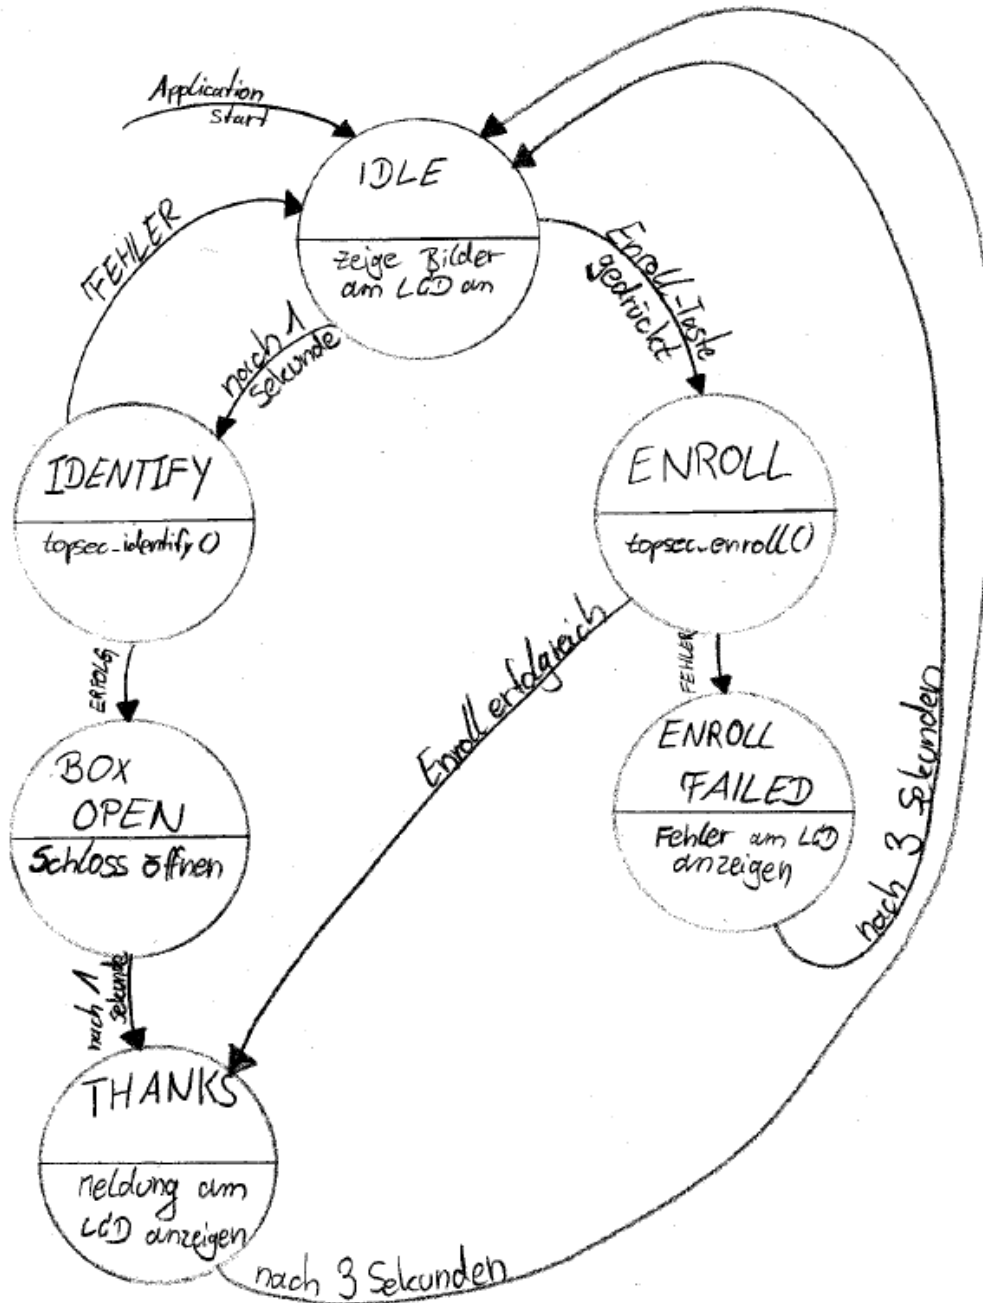 Application
Start
IDLE
zeige Bilder
am LCD an
FEHLER
nach 1
Sekunde
Enroll-Taste
gedrückt
IDENTIFY
topsec_identify()
ENROLL
topsec_enroll()
ERFOLG
Enroll erfolgreich
FEHLER
BOX
OPEN
Schloss öffnen
ENROLL
FAILED
Fehler am LCD
anzeigen
nach 3 Sekunden
nach 1
Sekunde
THANKS
Meldung am
LCD anzeigen
nach 3 Sekunden